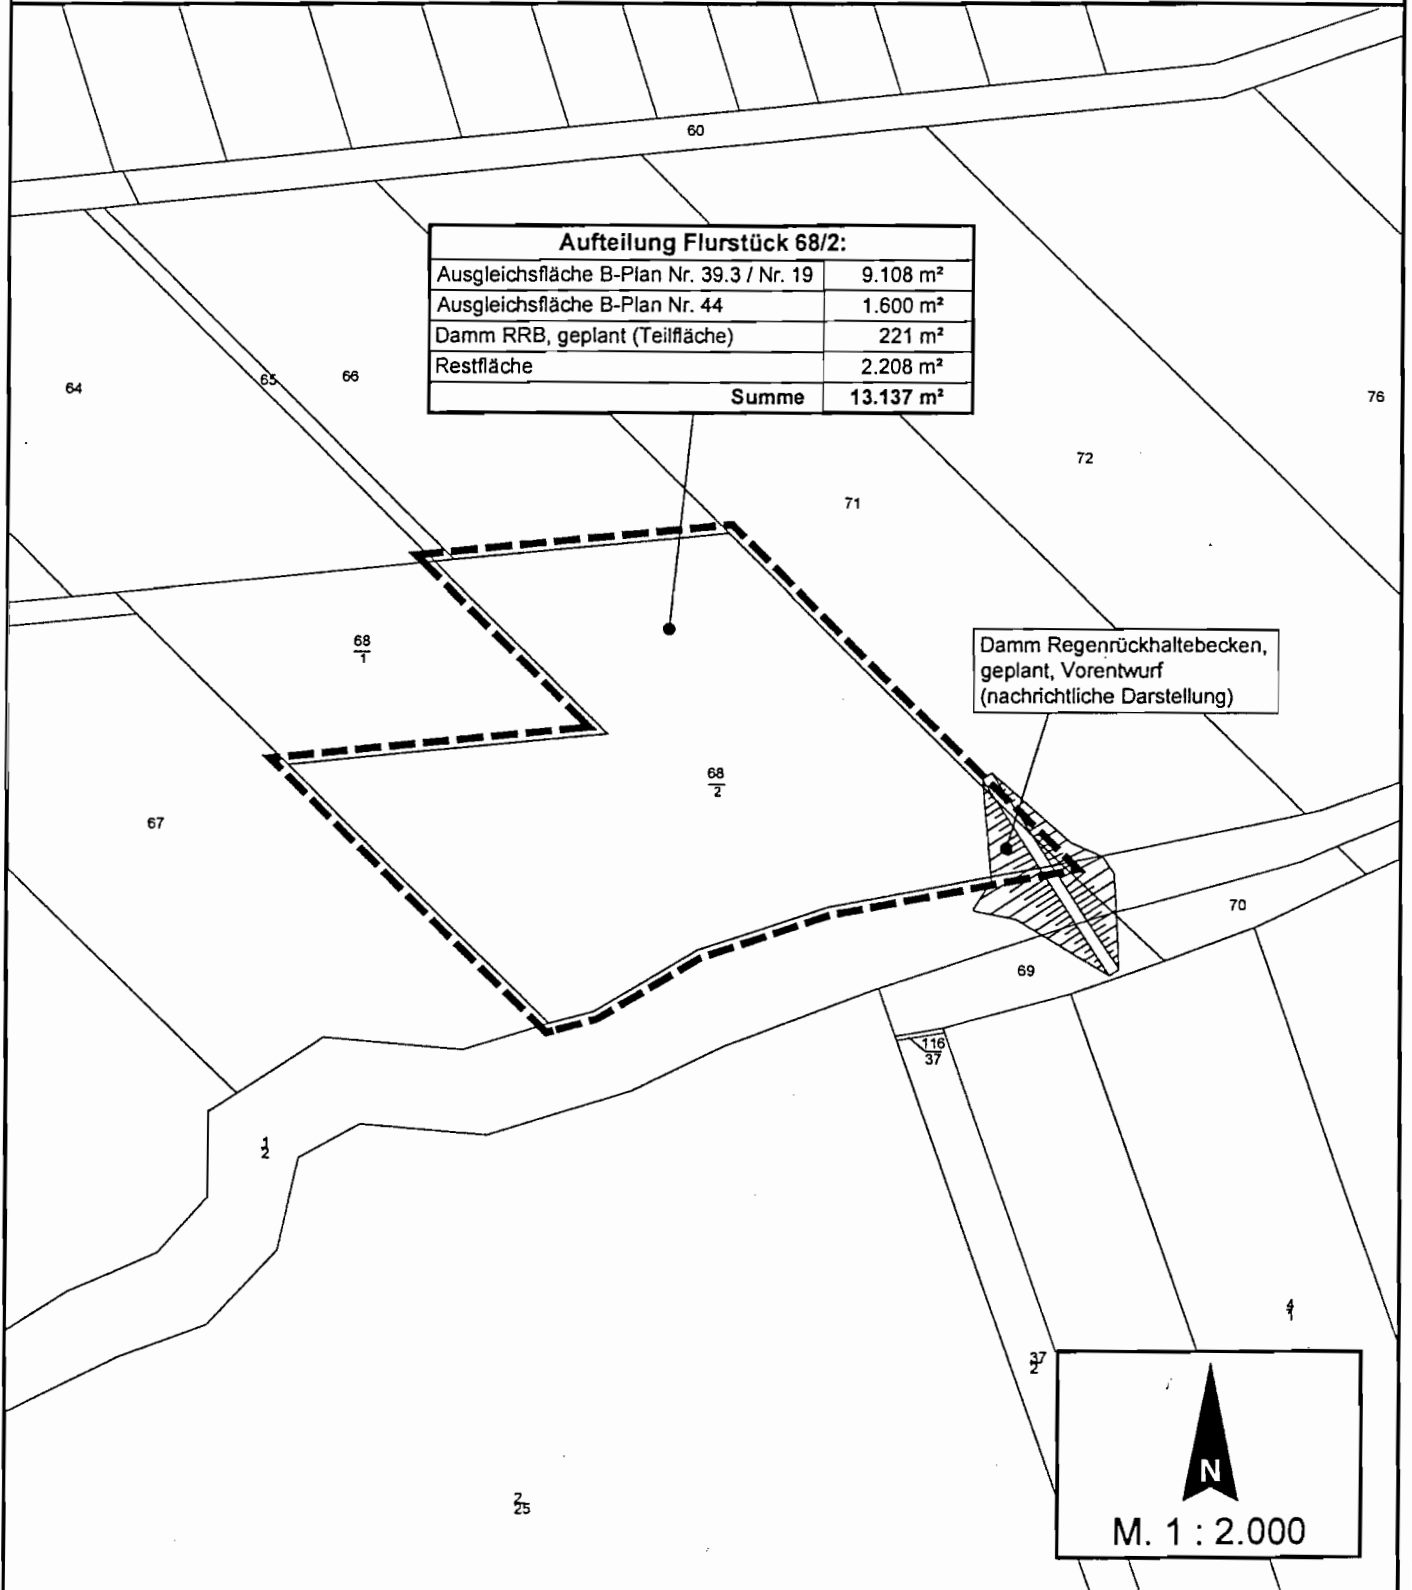 60
Aufteilung Flurstück 68/2:
Ausgleichsfläche B-Plan Nr. 39.3 / Nr. 19 9.108 m²
Ausgleichsfläche B-Plan Nr. 44 1.600 m²
Damm RRB, geplant (Teilfläche) 221 m²
Restfläche 2.208 m²
Summe 13.137 m²
64
65
66
76
72
71
68
1
Damm Regenrückhaltebecken,
geplant, Vorentwurf
(nachrichtliche Darstellung)
68
2
67
70
69
116
37
1
2
4
1
37
2
2
25
N
M. 1 : 2.000